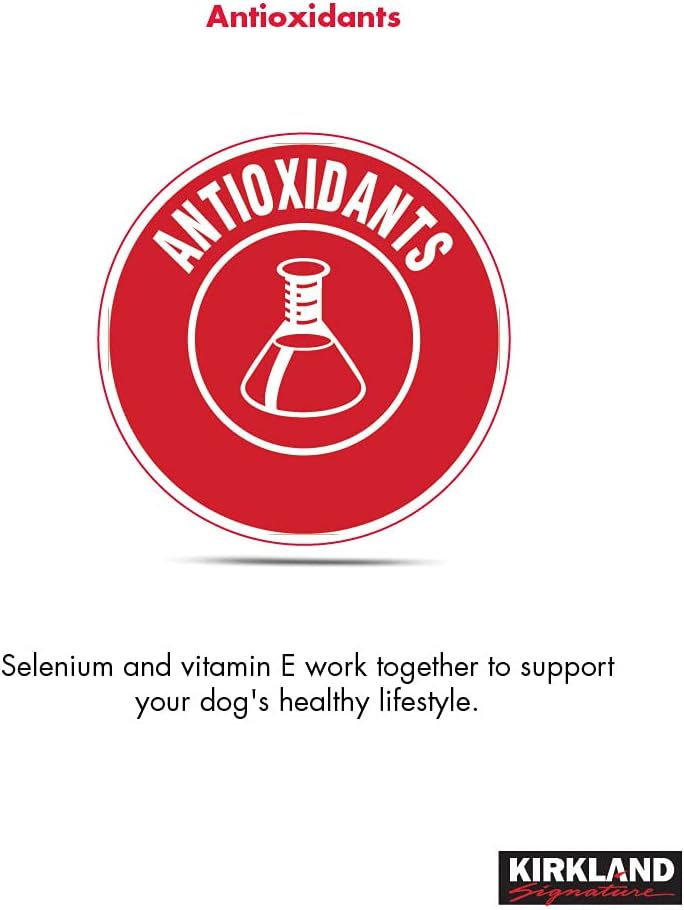 Antioxidants
ANTIOXIDANTS
Selenium and vitamin E work together to support
your dog's healthy lifestyle.
KIRKLAND
Signature